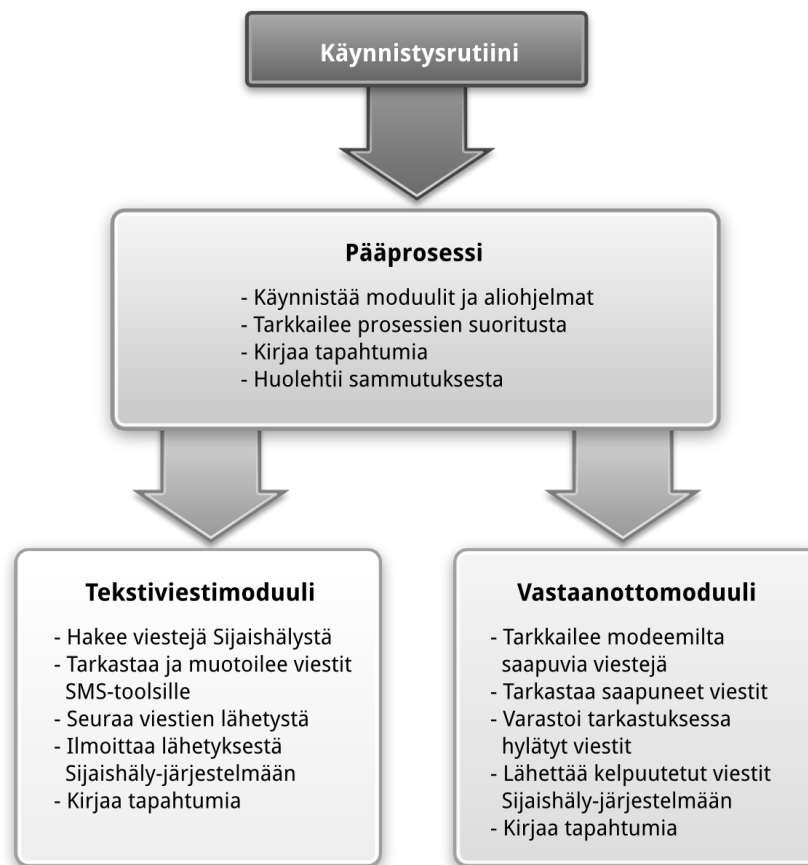 Käynnistysrutiini
Pääprosessi
- Käynnistää moduulit ja aliohjelmat
- Tarkkailee prosessien suoritusta
- Kirjaa tapahtumia
- Huolehtii sammutuksesta
Tekstiviestimoduuli
- Hakee viestejä Sijaishälystä
- Tarkastaa ja muotoilee viestit
SMS-toolsille
- Seuraa viestien lähetystä
- Ilmoittaa lähetyksestä
Sijaishäly-järjestelmään
- Kirjaa tapahtumia
Vastaanottomoduuli
- Tarkkailee modeemilta
saapuvia viestejä
- Tarkastaa saapuneet viestit
- Varastoi tarkastuksessa
hylätyt viestit
- Lähettää kelpuutetut viestit
Sijaishäly-järjestelmään
- Kirjaa tapahtumia